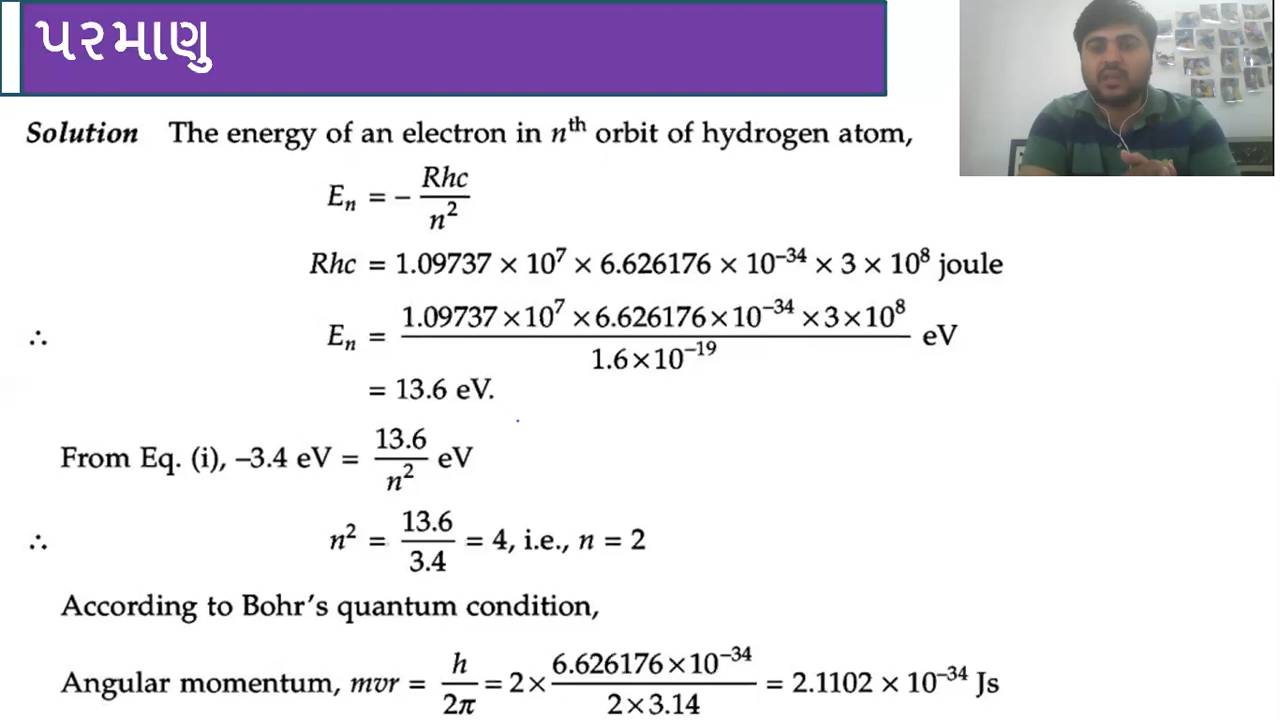 પરમાણુ
Solution The energy of an electron in nᵗʰ orbit of hydrogen atom,
Eₙ = − Rhc / n²
Rhc = 1.09737 × 10⁷ × 6.626176 × 10⁻³⁴ × 3 × 10⁸ joule
∴ Eₙ = 1.09737 ×10⁷ ×6.626176×10⁻³⁴ ×3×10⁸ / 1.6×10⁻¹⁹ eV
= 13.6 eV.
From Eq. (i), –3.4 eV = 13.6 / n² eV
∴ n² = 13.6 / 3.4 = 4, i.e., n = 2
According to Bohr's quantum condition,
Angular momentum, mvr = h / 2π = 2 × 6.626176×10⁻³⁴ / 2×3.14 = 2.1102 × 10⁻³⁴ Js